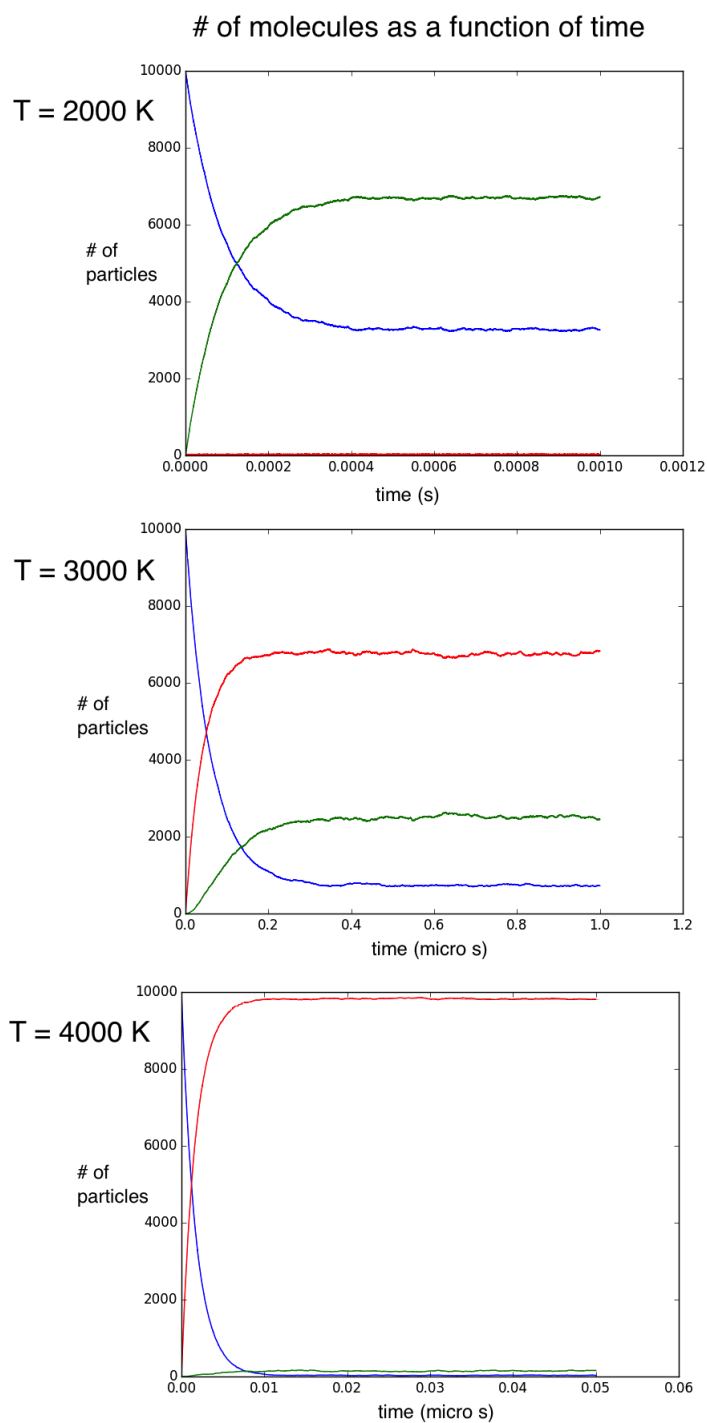 # of molecules as a function of time
T = 2000 K
10000
8000
6000
# of
particles
4000
2000
0
0.0000 0.0002 0.0004 0.0006 0.0008 0.0010 0.0012
time (s)
T = 3000 K
10000
8000
6000
# of
particles
4000
2000
0
0.0 0.2 0.4 0.6 0.8 1.0 1.2
time (micro s)
T = 4000 K
10000
8000
6000
# of
particles
4000
2000
0
0.00 0.01 0.02 0.03 0.04 0.05 0.06
time (micro s)